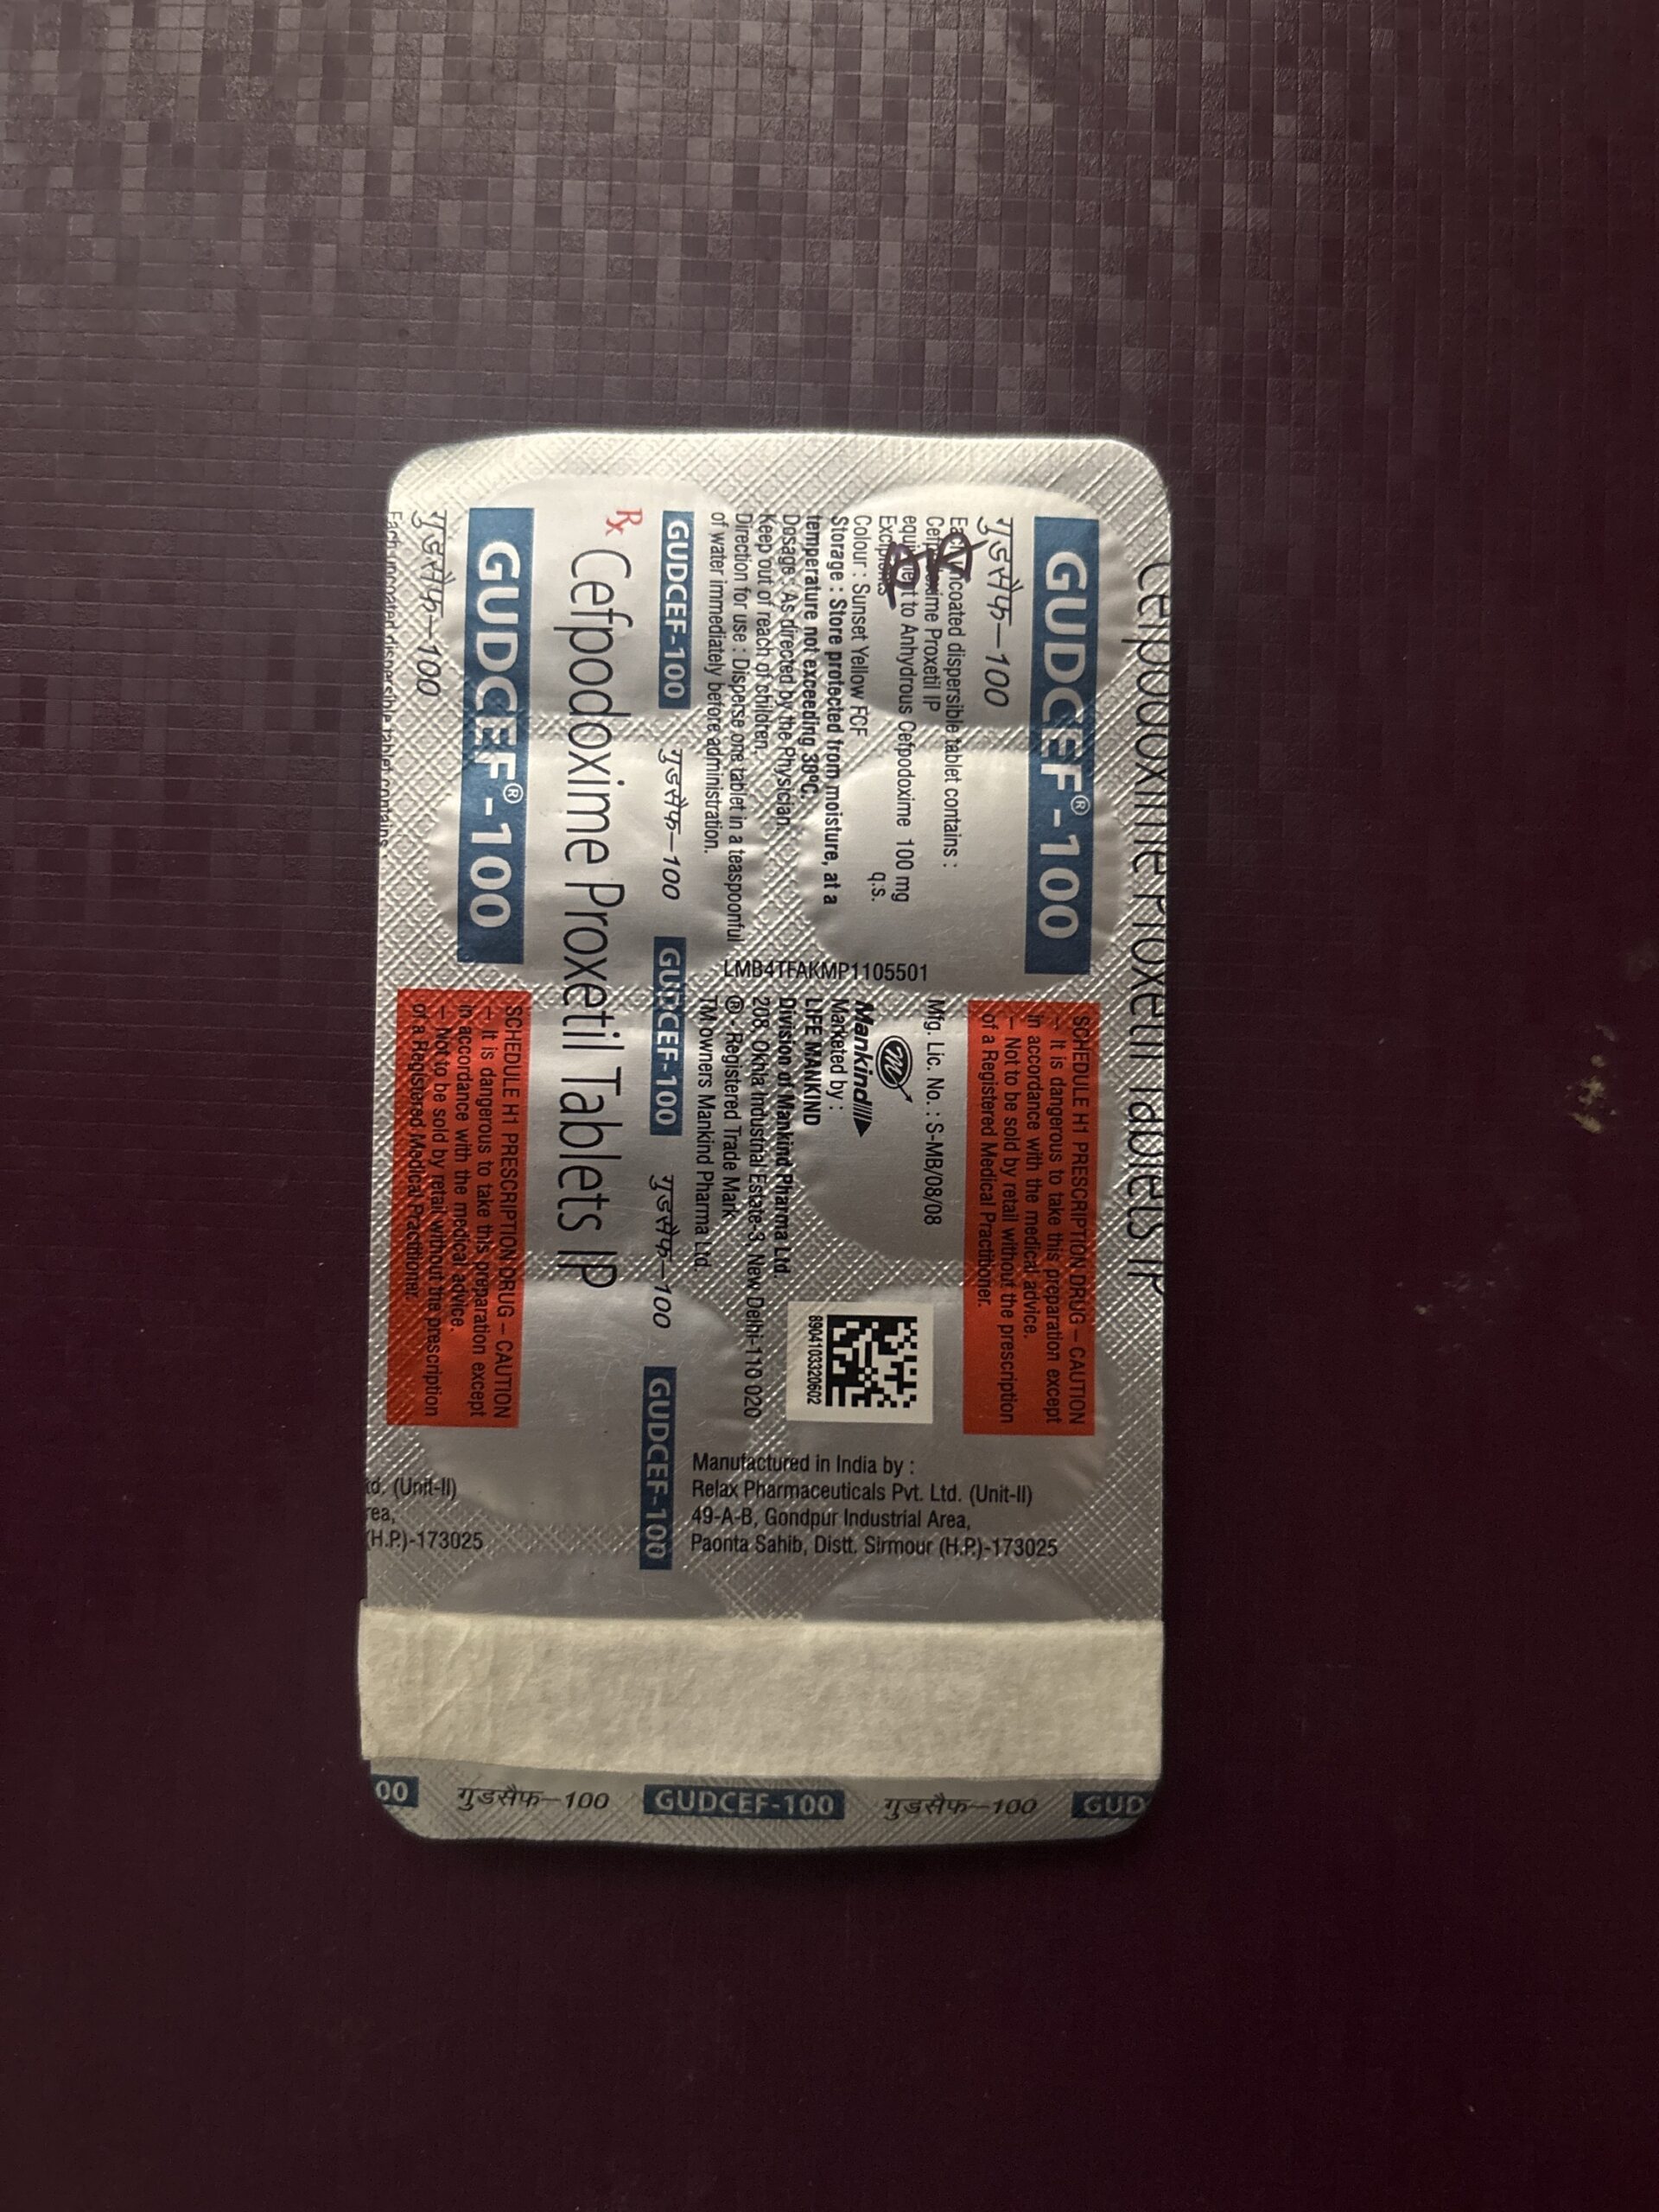 Cefpodoxime Proxetil Tablets IP
GUDCEF®-100
गुडसैफ-100
Each uncoated dispersible tablet contains :
Cefpodoxime Proxetil IP
equivalent to Anhydrous Cefpodoxime 100 mg
Excipients q.s.
Colour : Sunset Yellow FCF
Storage : Store protected from moisture, at a
temperature not exceeding 30°C.
Dosage : As directed by the Physician.
Keep out of reach of children.
Direction for use : Disperse one tablet in a teaspoonful
of water immediately before administration.
LMB4TFAKMP1105501
SCHEDULE H1 PRESCRIPTION DRUG – CAUTION
– It is dangerous to take this preparation except
in accordance with the medical advice.
– Not to be sold by retail without the prescription
of a Registered Medical Practitioner.
Mfg. Lic. No. : S-MB/08/08
Mankind
Marketed by :
LIFE MANKIND
Division of Mankind Pharma Ltd.
208, Okhla Industrial Estate-3, New Delhi-110 020
® - Registered Trade Mark
TM owners Mankind Pharma Ltd.
8904103320602
Manufactured in India by :
Relax Pharmaceuticals Pvt. Ltd. (Unit-II)
49-A-B, Gondpur Industrial Area,
Paonta Sahib, Distt. Sirmour (H.P.)-173025
GUDCEF-100 गुडसैफ-100 GUDCEF-100 गुडसैफ-100 GUDCEF-100
Rx Cefpodoxime Proxetil Tablets IP
GUDCEF®-100
गुडसैफ-100
Each uncoated dispersible tablet contains :
SCHEDULE H1 PRESCRIPTION DRUG – CAUTION
– It is dangerous to take this preparation except
in accordance with the medical advice.
– Not to be sold by retail without the prescription
of a Registered Medical Practitioner.
td. (Unit-II)
rea,
(H.P.)-173025
00 गुडसैफ-100 GUDCEF-100 गुडसैफ-100 GUD